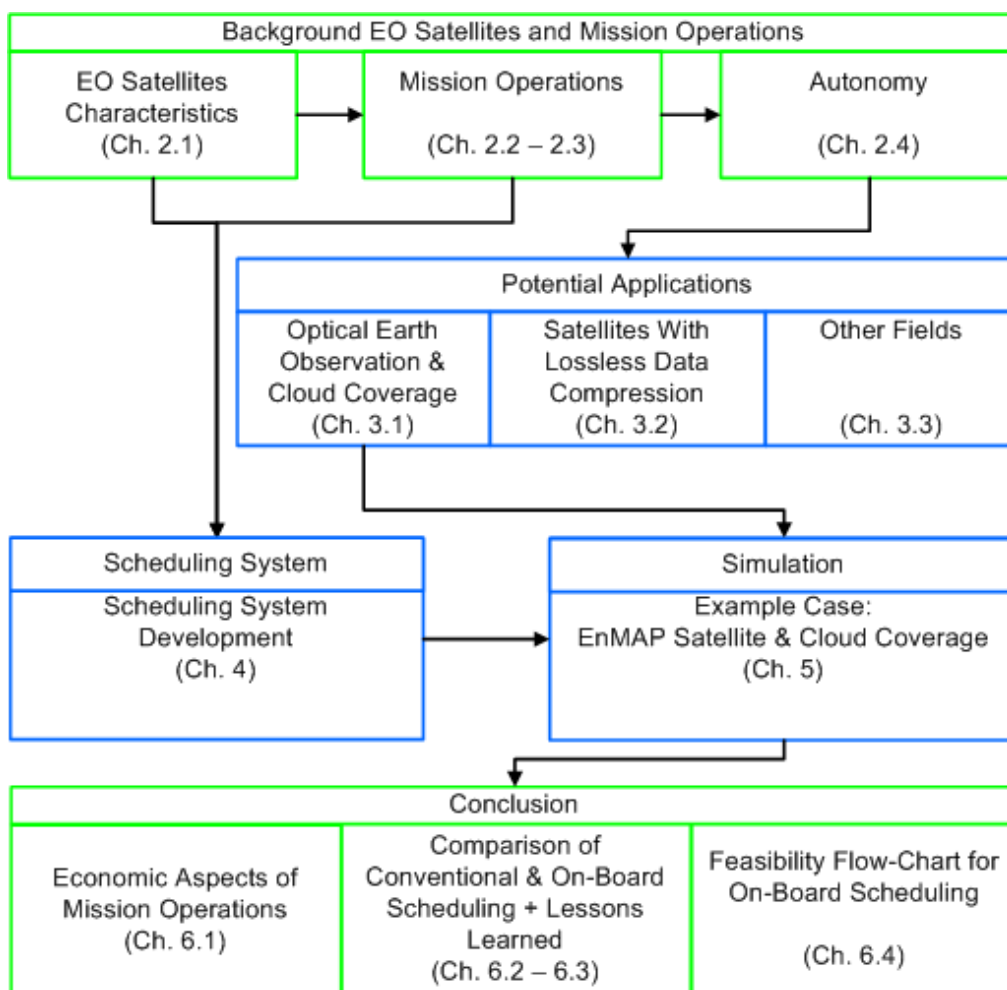 Background EO Satellites and Mission Operations
EO Satellites
Characteristics
(Ch. 2.1)
Mission Operations
(Ch. 2.2 – 2.3)
Autonomy
(Ch. 2.4)
Potential Applications
Optical Earth
Observation &
Cloud Coverage
(Ch. 3.1)
Satellites With
Lossless Data
Compression
(Ch. 3.2)
Other Fields
(Ch. 3.3)
Scheduling System
Scheduling System
Development
(Ch. 4)
Simulation
Example Case:
EnMAP Satellite & Cloud Coverage
(Ch. 5)
Conclusion
Economic Aspects of
Mission Operations
(Ch. 6.1)
Comparison of
Conventional & On-Board
Scheduling + Lessons
Learned
(Ch. 6.2 – 6.3)
Feasibility Flow-Chart for
On-Board Scheduling
(Ch. 6.4)